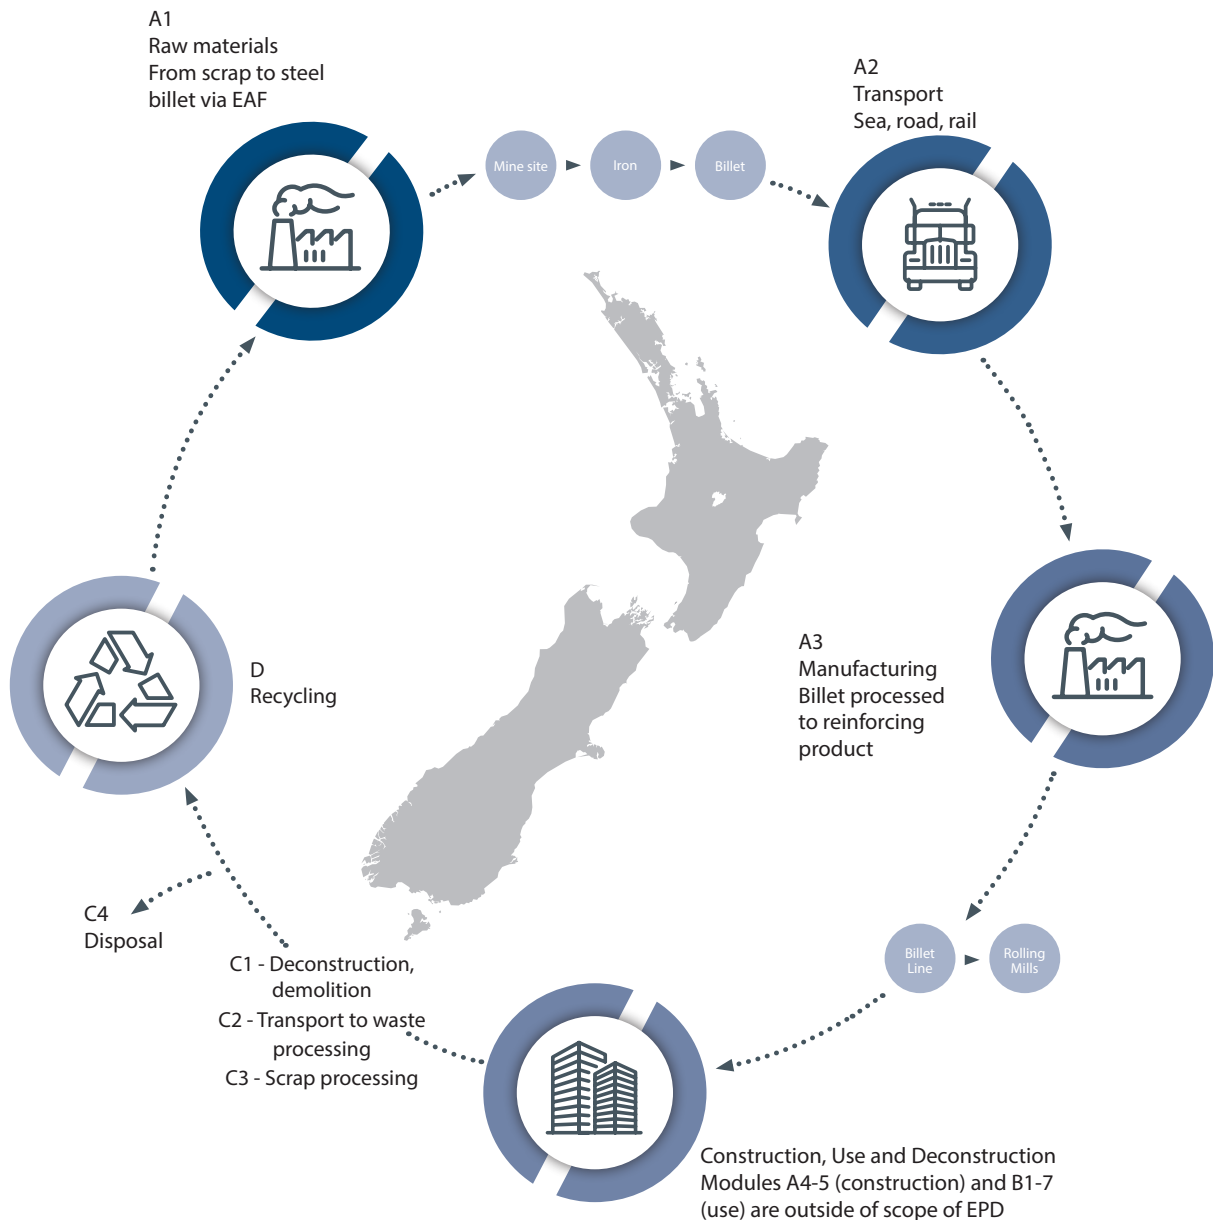 A1
Raw materials
From scrap to steel
billet via EAF
Mine site
Iron
Billet
A2
Transport
Sea, road, rail
A3
Manufacturing
Billet processed
to reinforcing
product
Billet
Line
Rolling
Mills
Construction, Use and Deconstruction
Modules A4-5 (construction) and B1-7
(use) are outside of scope of EPD
C1 - Deconstruction,
demolition
C2 - Transport to waste
processing
C3 - Scrap processing
C4
Disposal
D
Recycling